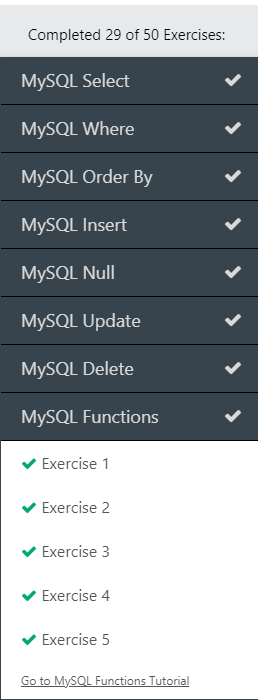 Completed 29 of 50 Exercises:
MySQL Select
MySQL Where
MySQL Order By
MySQL Insert
MySQL Null
MySQL Update
MySQL Delete
MySQL Functions
Exercise 1
Exercise 2
Exercise 3
Exercise 4
Exercise 5
Go to MySQL Functions Tutorial